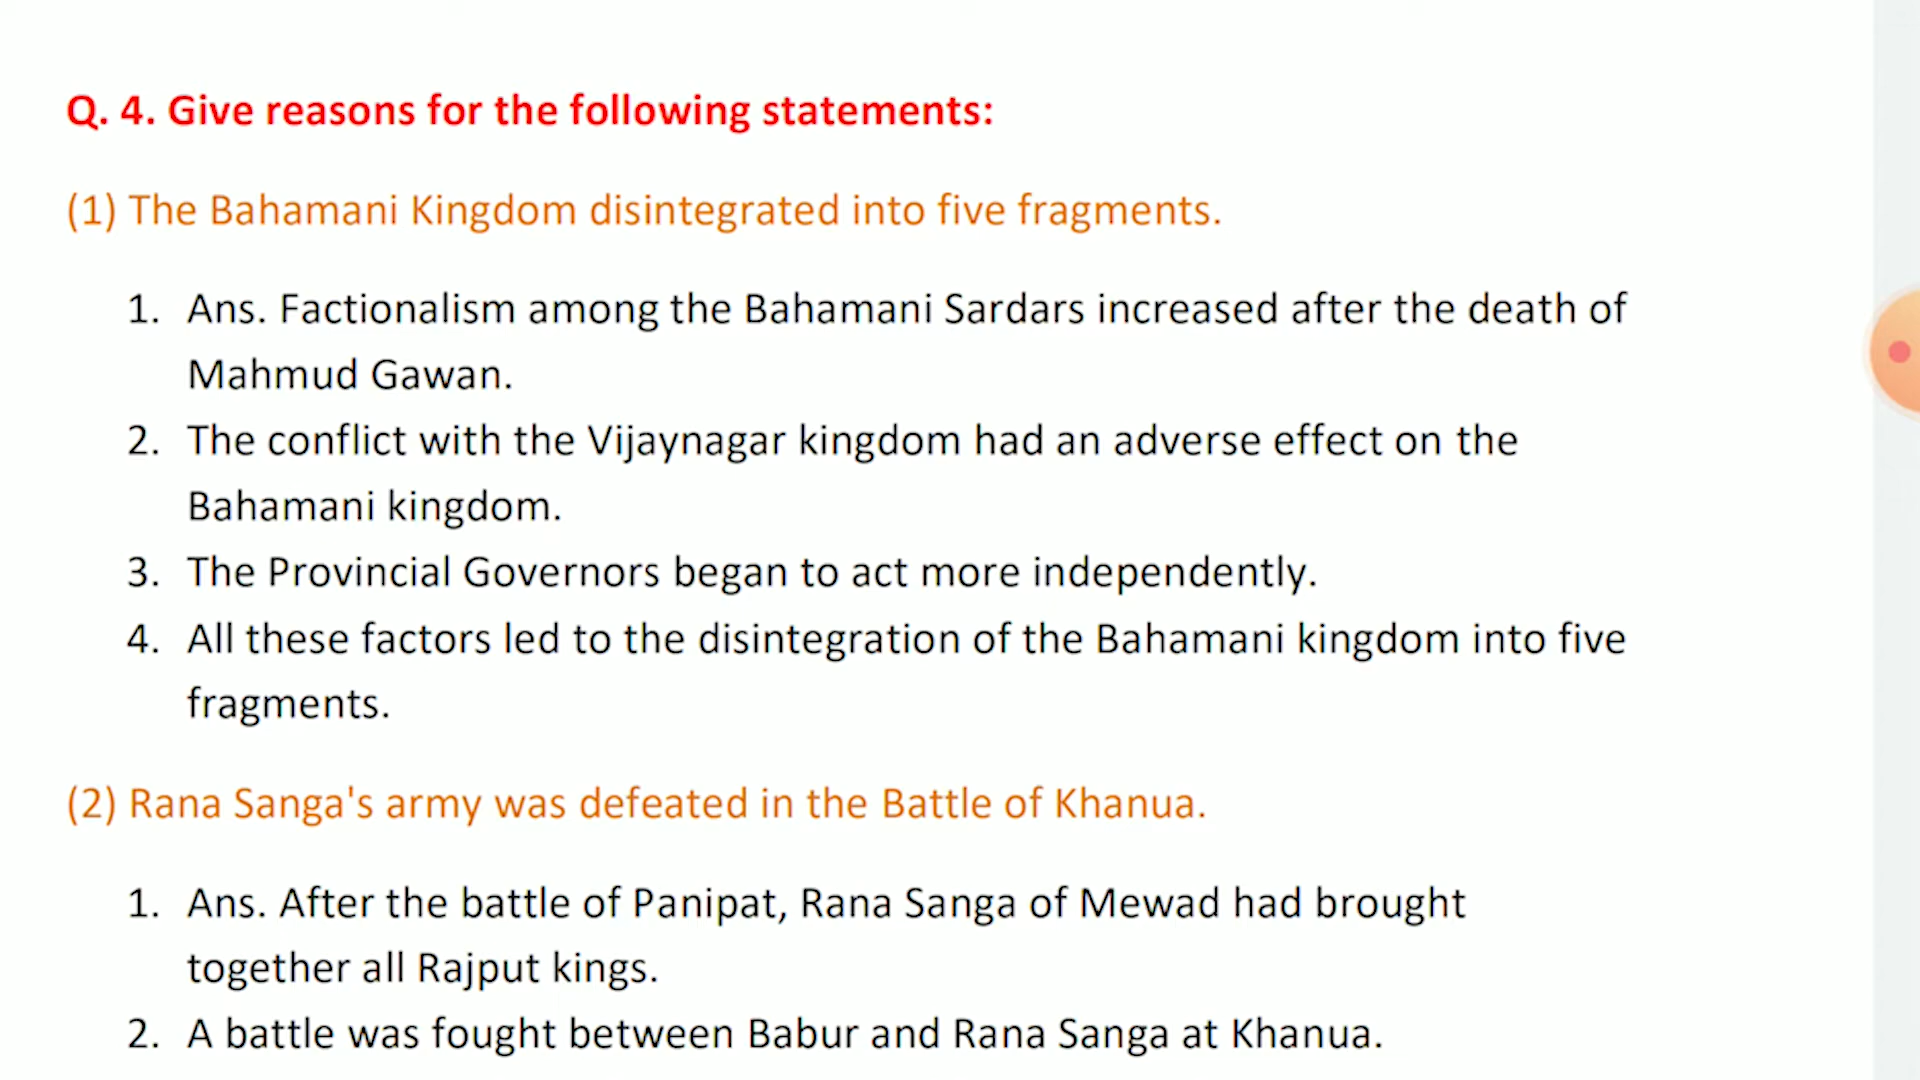 Q. 4. Give reasons for the following statements:
(1) The Bahamani Kingdom disintegrated into five fragments.
1. Ans. Factionalism among the Bahamani Sardars increased after the death of
Mahmud Gawan.
2. The conflict with the Vijaynagar kingdom had an adverse effect on the
Bahamani kingdom.
3. The Provincial Governors began to act more independently.
4. All these factors led to the disintegration of the Bahamani kingdom into five
fragments.
(2) Rana Sanga's army was defeated in the Battle of Khanua.
1. Ans. After the battle of Panipat, Rana Sanga of Mewad had brought
together all Rajput kings.
2. A battle was fought between Babur and Rana Sanga at Khanua.